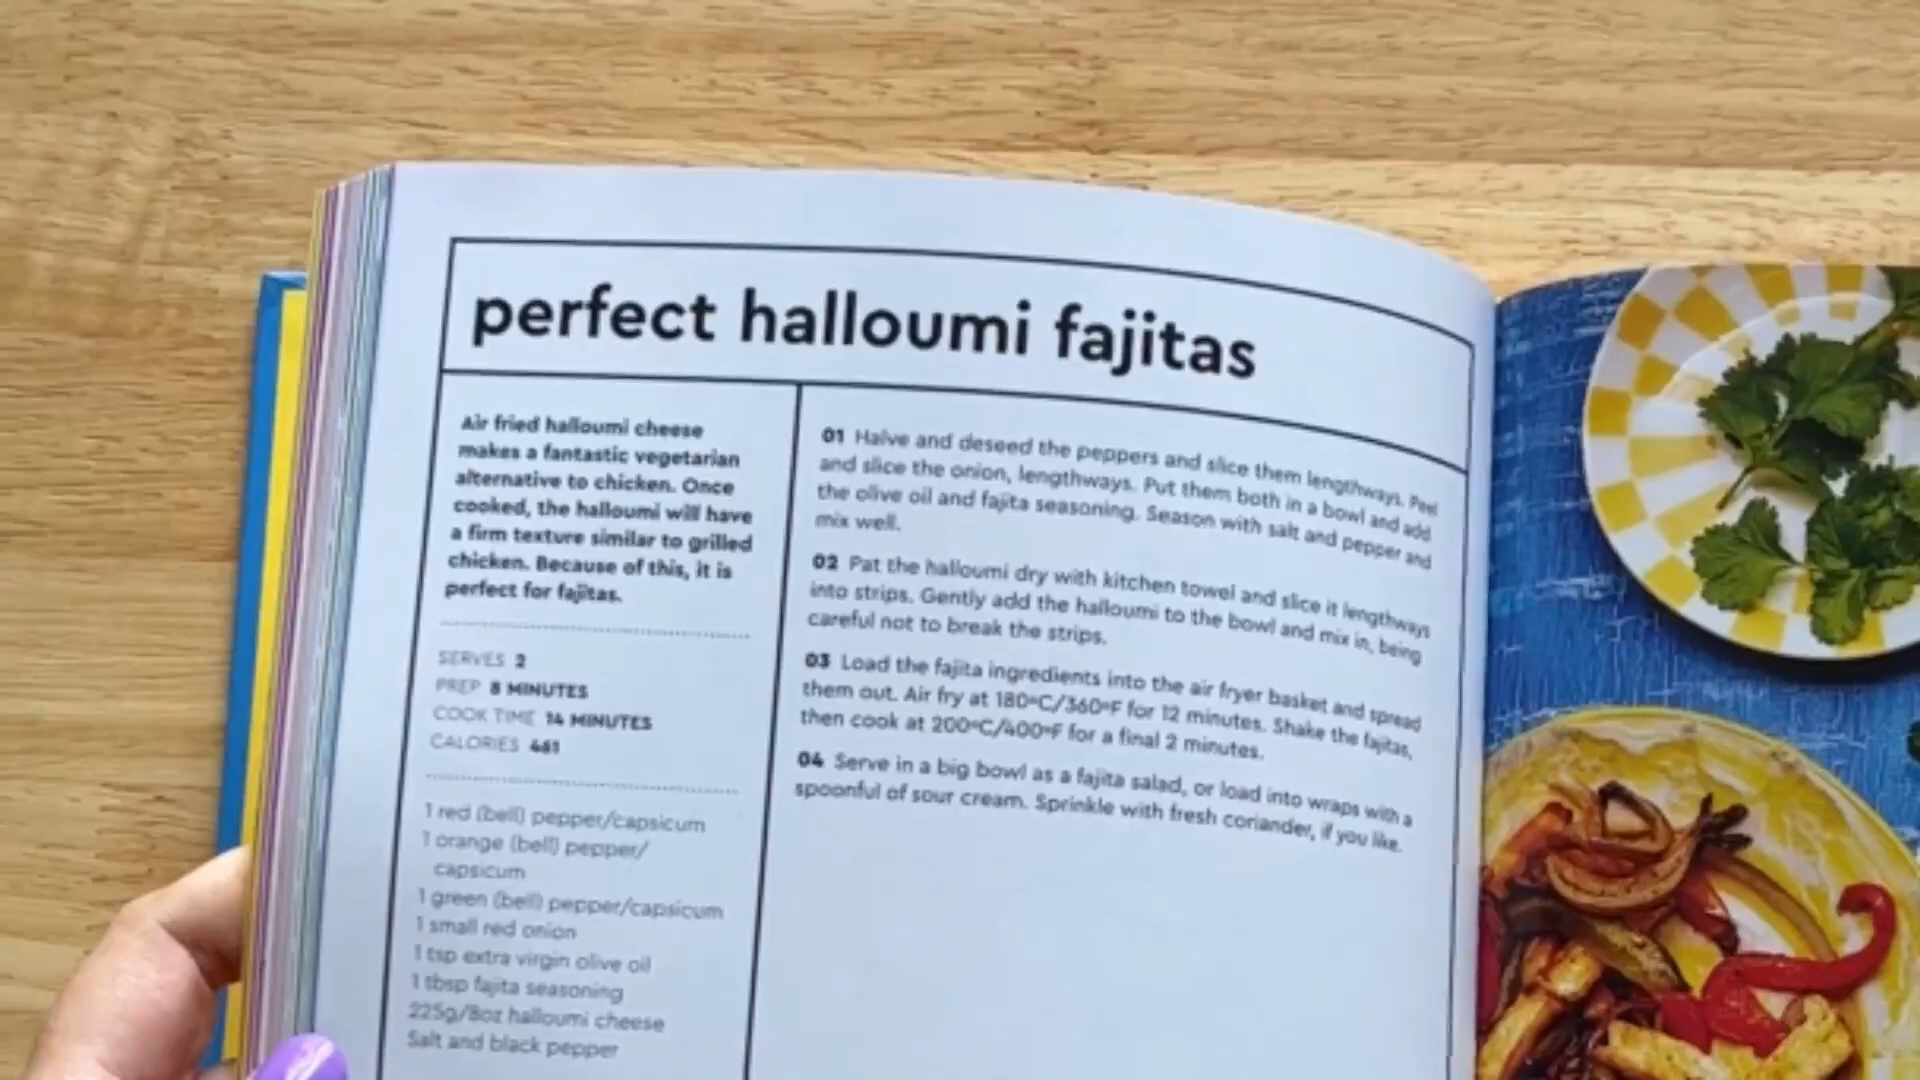 perfect halloumi fajitas
Air fried halloumi cheese
makes a fantastic vegetarian
alternative to chicken. Once
cooked, the halloumi will have
a firm texture similar to grilled
chicken. Because of this, it is
perfect for fajitas.
SERVES 2
PREP 8 MINUTES
COOK TIME 14 MINUTES
CALORIES 461
1 red (bell) pepper/capsicum
1 orange (bell) pepper/
capsicum
1 green (bell) pepper/capsicum
1 small red onion
1 tsp extra virgin olive oil
1 tbsp fajita seasoning
225g/8oz halloumi cheese
Salt and black pepper
01 Halve and deseed the peppers and slice them lengthways. Peel
and slice the onion, lengthways. Put them both in a bowl and add
the olive oil and fajita seasoning. Season with salt and pepper and
mix well.
02 Pat the halloumi dry with kitchen towel and slice it lengthways
into strips. Gently add the halloumi to the bowl and mix in, being
careful not to break the strips.
03 Load the fajita ingredients into the air fryer basket and spread
them out. Air fry at 180ºC/360ºF for 12 minutes. Shake the fajitas,
then cook at 200ºC/400ºF for a final 2 minutes.
04 Serve in a big bowl as a fajita salad, or load into wraps with a
spoonful of sour cream. Sprinkle with fresh coriander, if you like.